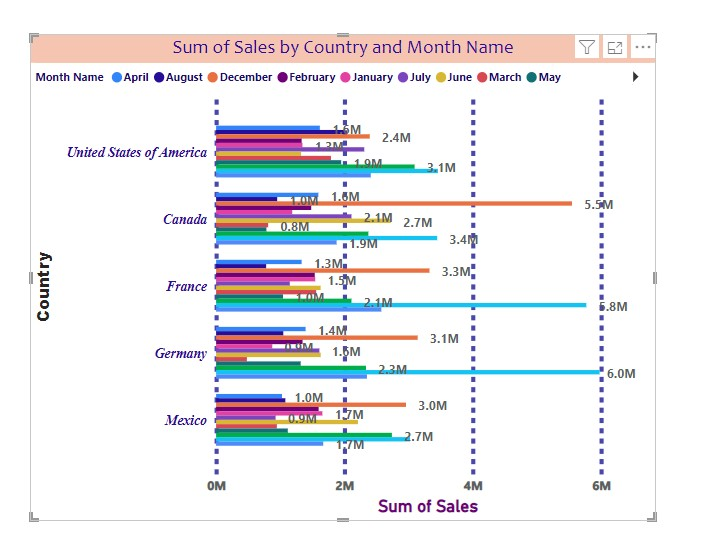 Sum of Sales by Country and Month Name
Month Name April August December February January July June March May
United States of America
1.6M
2.4M
1.3M
1.9M
3.1M
Canada
1.0M 1.6M
5.5M
2.1M 2.7M
0.8M
3.4M
1.9M
France
1.3M
3.3M
1.5M
1.0M
2.1M 5.8M
Germany
1.4M
3.1M
0.9M 1.6M
2.3M 6.0M
Mexico
1.0M 3.0M
0.9M 1.7M
2.7M
1.7M
Country
0M 2M 4M 6M
Sum of Sales